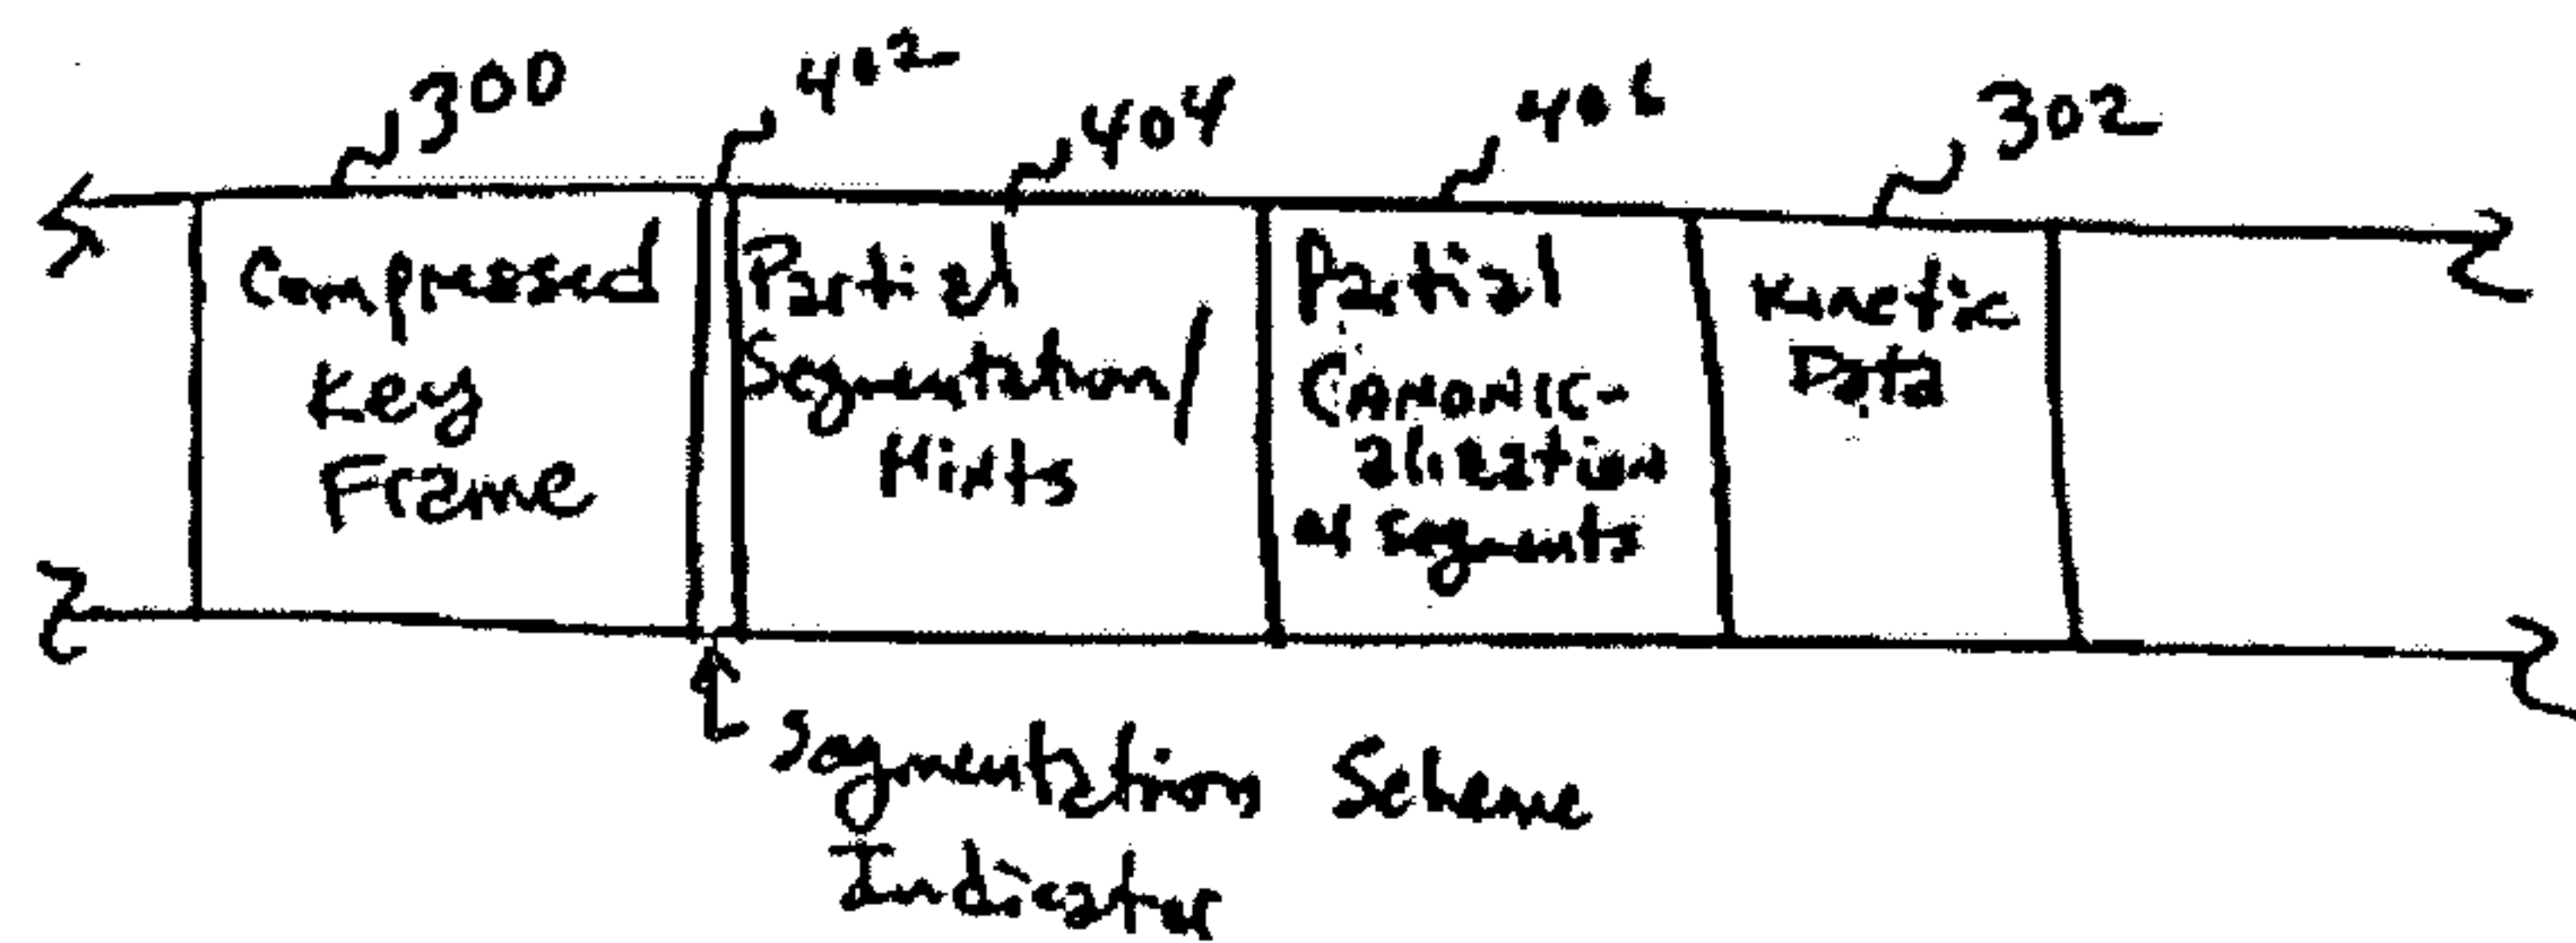 300
402
404
406
302
Compressed
Key
Frame
Partial
Segmentation/
Hints
Partial
Canonic-
alization
of segments
Kinetic
Data
Segmentation Scheme
Indicator